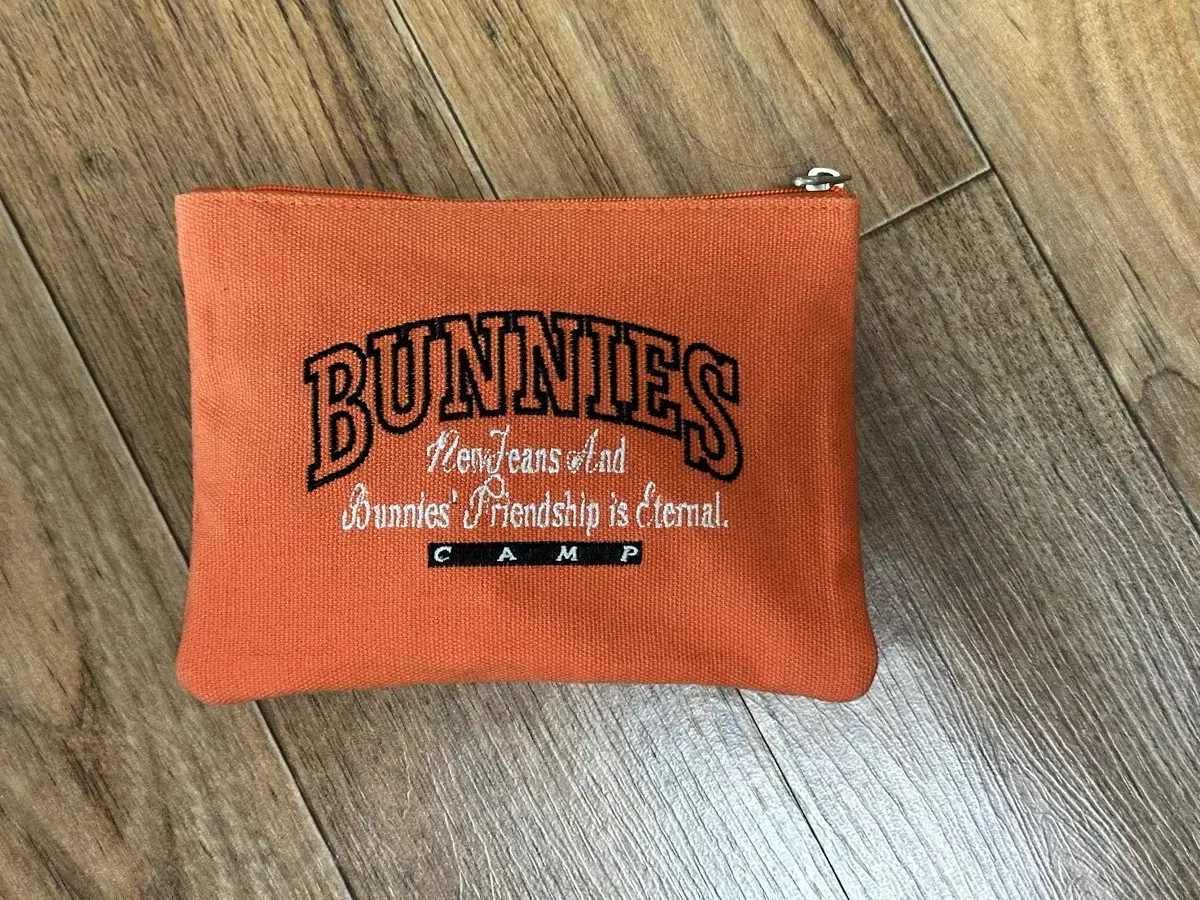 BUNNIES
NewJeans And
Bunnies' Friendship is Eternal.
CAMP